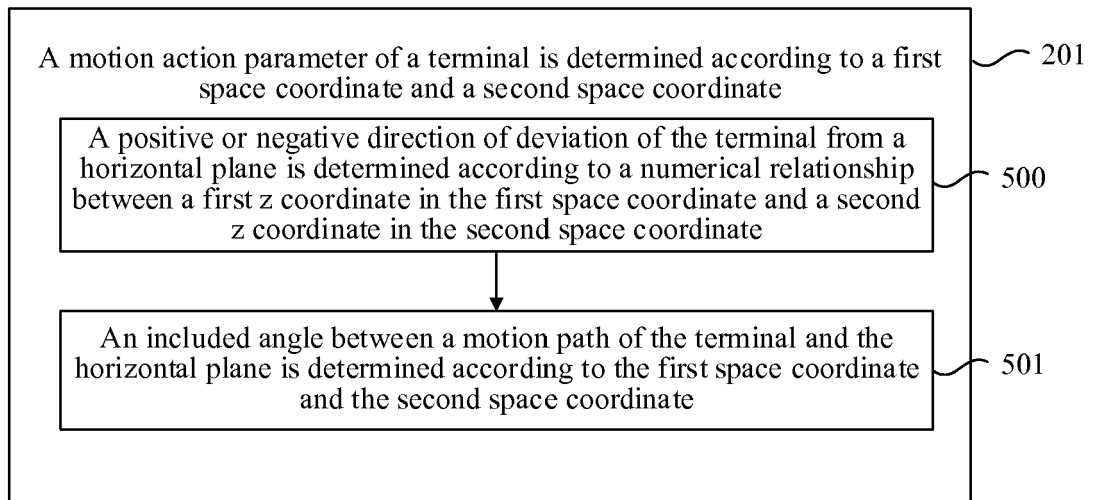 A motion action parameter of a terminal is determined according to a first
space coordinate and a second space coordinate
201
A positive or negative direction of deviation of the terminal from a
horizontal plane is determined according to a numerical relationship
between a first z coordinate in the first space coordinate and a second
z coordinate in the second space coordinate
500
An included angle between a motion path of the terminal and the
horizontal plane is determined according to the first space coordinate
and the second space coordinate
501